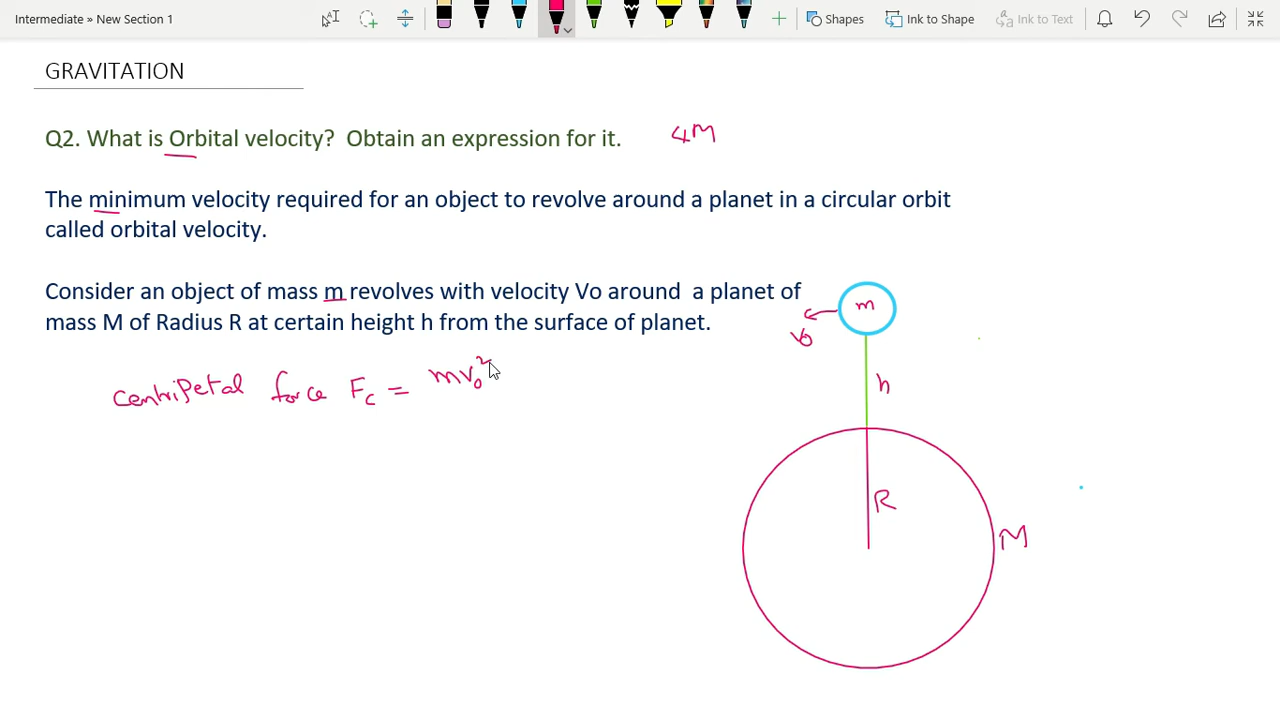 Intermediate » New Section 1
Shapes
Ink to Shape
Ink to Text
GRAVITATION
Q2. What is Orbital velocity? Obtain an expression for it. 4M
The minimum velocity required for an object to revolve around a planet in a circular orbit
called orbital velocity.
Consider an object of mass m revolves with velocity Vo around a planet of
mass M of Radius R at certain height h from the surface of planet.
m
Vo
centriPetal force Fc = mv₀²
h
R
M